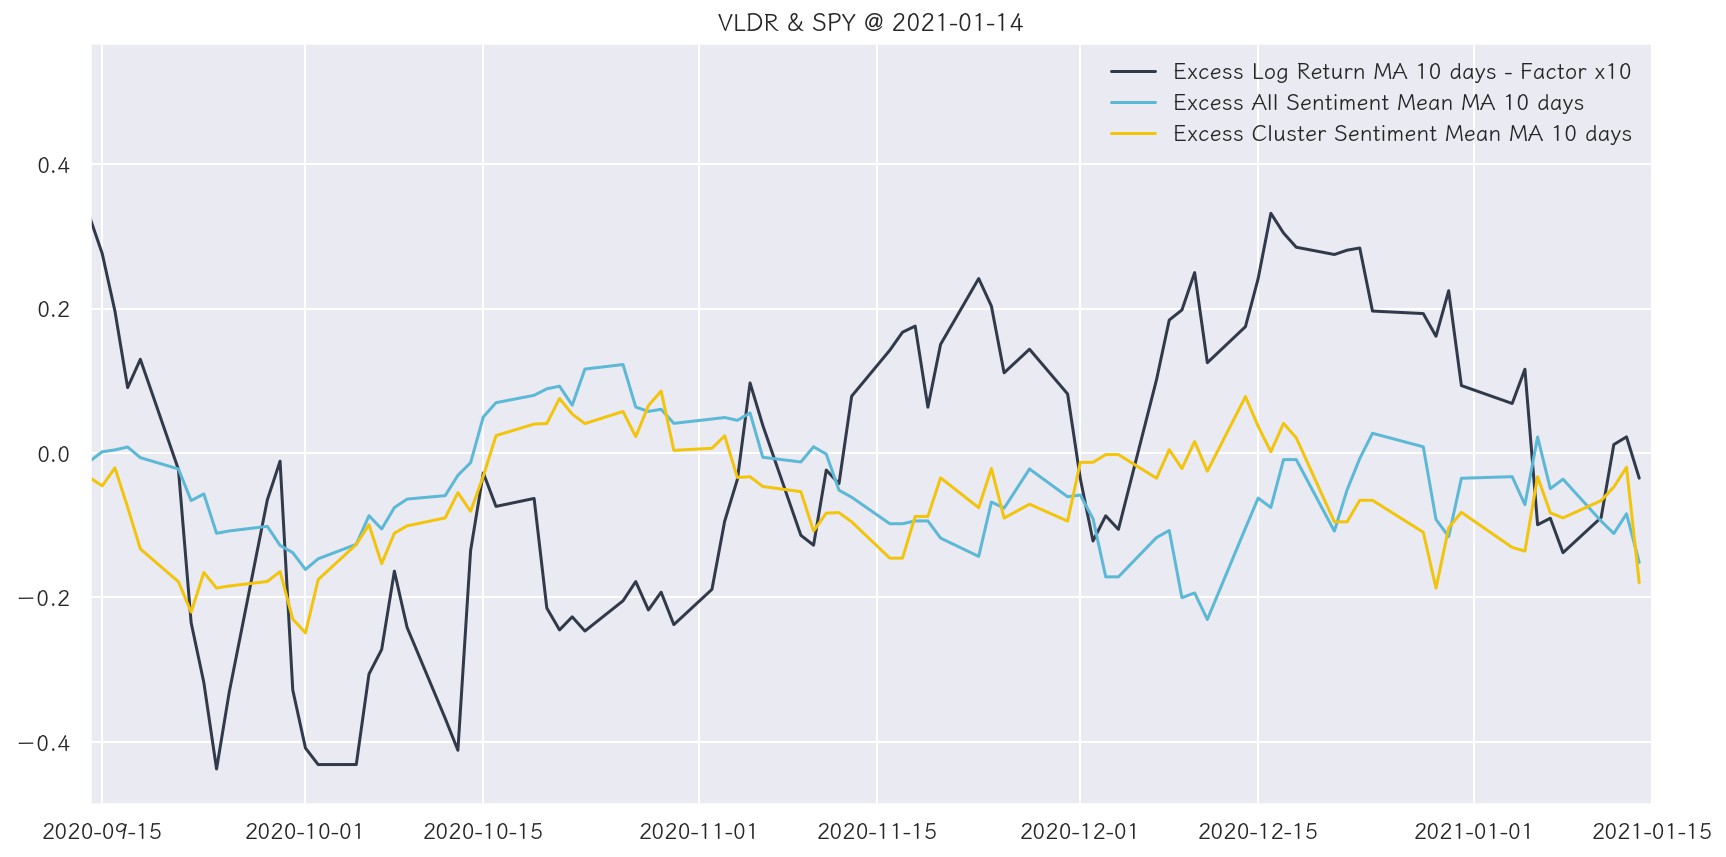 VLDR & SPY @ 2021-01-14
Excess Log Return MA 10 days - Factor x10
Excess All Sentiment Mean MA 10 days
Excess Cluster Sentiment Mean MA 10 days
0.4
0.2
0.0
−0.2
−0.4
2020-09-15 2020-10-01 2020-10-15 2020-11-01 2020-11-15 2020-12-01 2020-12-15 2021-01-01 2021-01-15